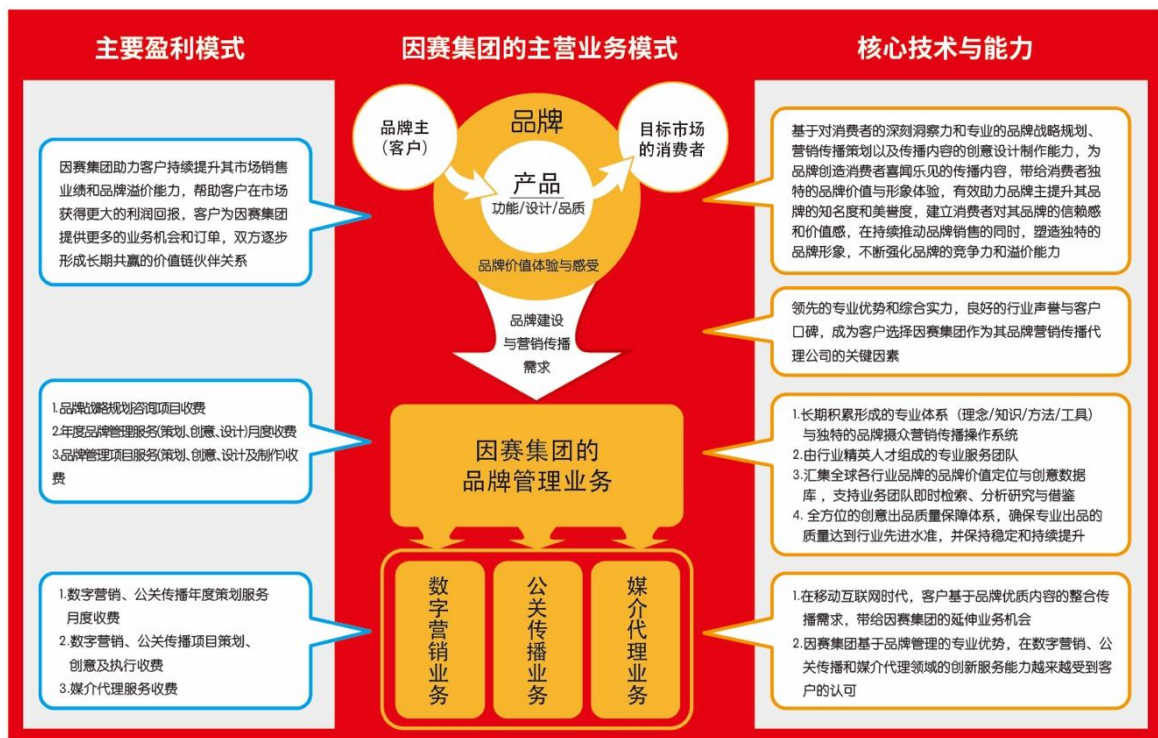 主要盈利模式
因赛集团助力客户持续提升其市场销售
业绩和品牌溢价能力，帮助客户在市场
获得更大的利润回报，客户为因赛集团
提供更多的业务机会和订单，双方逐步
形成长期共赢的价值链伙伴关系
1.品牌战略规划咨询项目收费
2.年度品牌管理服务(策划、创意、设计)月度收费
3.品牌管理项目服务(策划、创意、设计及制作)收
费
1.数字营销、公关传播年度策划服务
月度收费
2.数字营销、公关传播项目策划、
创意及执行收费
3.媒介代理服务收费
因赛集团的主营业务模式
品牌主
（客户）
品牌
目标市场
的消费者
产品
功能/设计/品质
品牌价值体验与感受
品牌建设
与营销传播
需求
因赛集团的
品牌管理业务
数字营销业务
公关传播业务
媒介代理业务
核心技术与能力
基于对消费者的深刻洞察力和专业的品牌战略规划、
营销传播策划以及传播内容的创意设计制作能力，为
品牌创造消费者喜闻乐见的传播内容，带给消费者独
特的品牌价值与形象体验，有效助力品牌主提升其品
牌的知名度和美誉度，建立消费者对其品牌的信赖感
和价值感，在持续推动品牌销售的同时，塑造独特的
品牌形象，不断强化品牌的竞争力和溢价能力
领先的专业优势和综合实力，良好的行业声誉与客户
口碑，成为客户选择因赛集团作为其品牌营销传播代
理公司的关键因素
1.长期积累形成的专业体系（理念/知识/方法/工具）
与独特的品牌摄众营销传播操作系统
2.由行业精英人才组成的专业服务团队
3.汇集全球各行业品牌的品牌价值定位与创意数据
库，支持业务团队即时检索、分析研究与借鉴
4. 全方位的创意出品质量保障体系，确保专业出品的
质量达到行业先进水准，并保持稳定和持续提升
1.在移动互联网时代，客户基于品牌优质内容的整合传
播需求，带给因赛集团的延伸业务机会
2.因赛集团基于品牌管理的专业优势，在数字营销、公
关传播和媒介代理领域的创新服务能力越来越受到客
户的认可